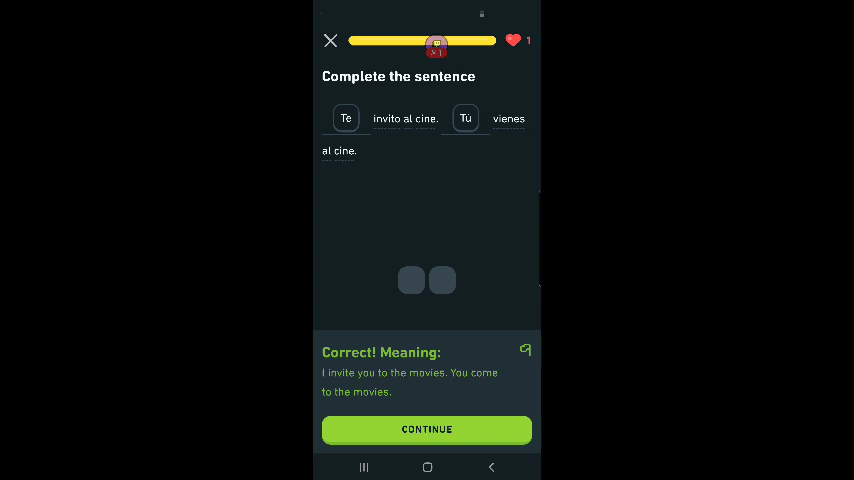 1
Complete the sentence
Te invito al cine. Tú vienes
al cine.
Correct! Meaning:
I invite you to the movies. You come
to the movies.
CONTINUE